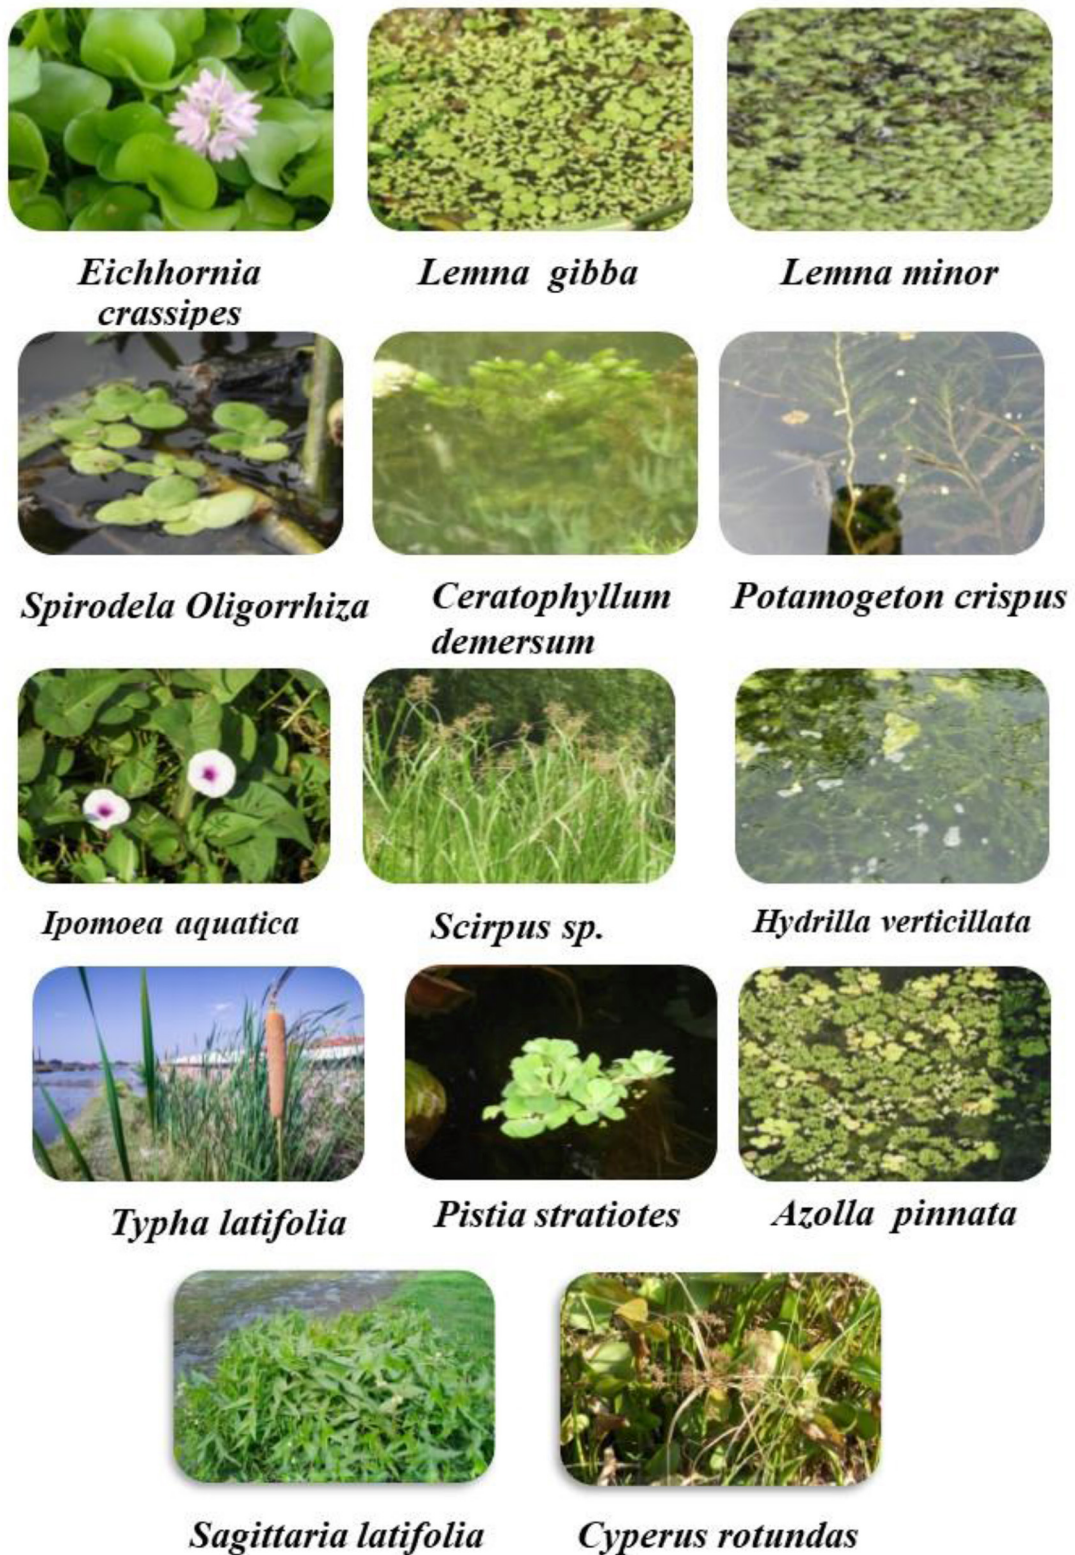 Eichhornia
crassipes
Lemna gibba
Lemna minor
Spirodela Oligorrhiza
Ceratophyllum
demersum
Potamogeton crispus
Ipomoea aquatica
Scirpus sp.
Hydrilla verticillata
Typha latifolia
Pistia stratiotes
Azolla pinnata
Sagittaria latifolia
Cyperus rotundas